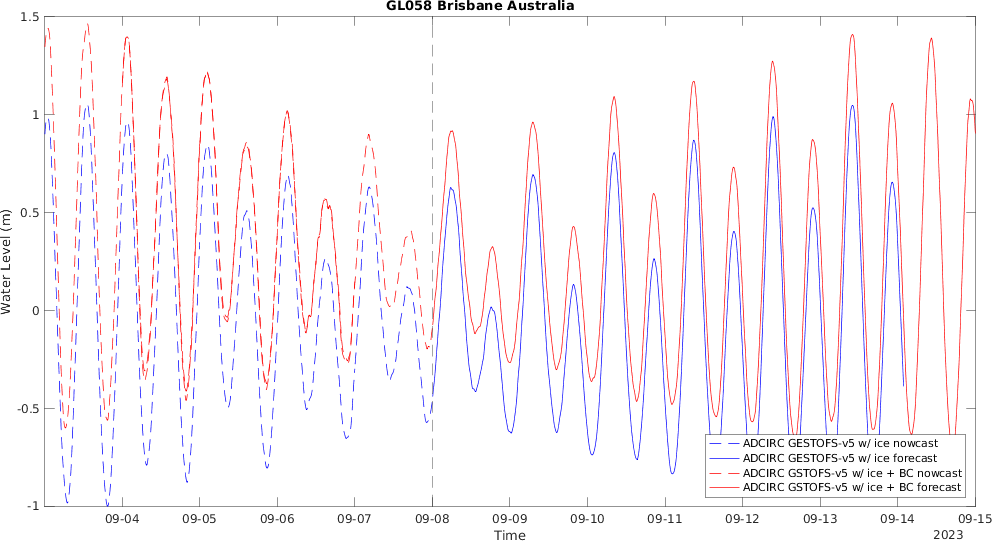 GL058 Brisbane Australia
1.5
1
0.5
0
-0.5
-1
Water Level (m)
ADCIRC GESTOFS-v5 w/ ice nowcast
ADCIRC GESTOFS-v5 w/ ice forecast
ADCIRC GSTOFS-v5 w/ ice + BC nowcast
ADCIRC GSTOFS-v5 w/ ice + BC forecast
09-04 09-05 09-06 09-07 09-08 09-09 09-10 09-11 09-12 09-13 09-14 09-15
Time
2023